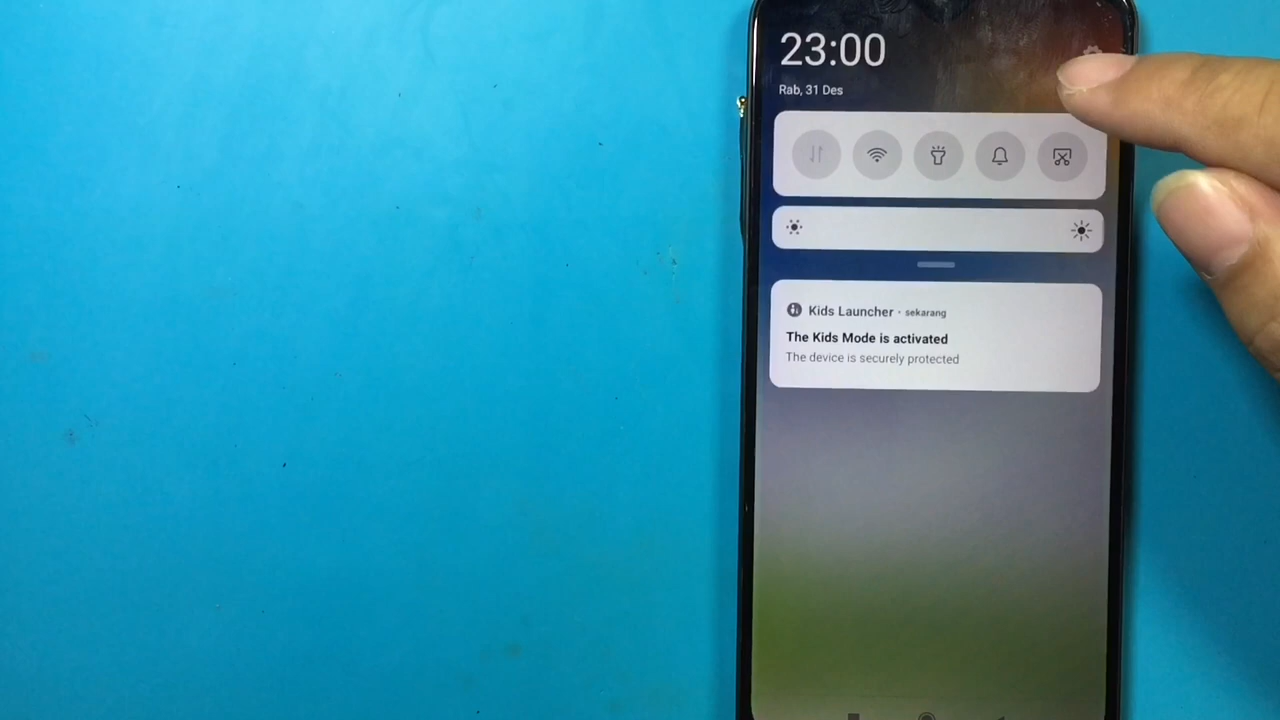 23:00
Rab, 31 Des
Kids Launcher • sekarang
The Kids Mode is activated
The device is securely protected